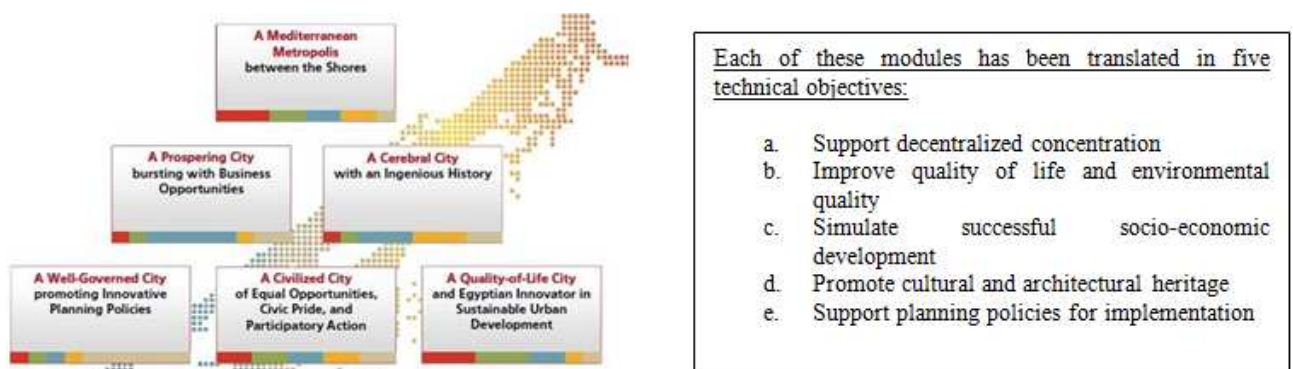 A Mediterranean
Metropolis
between the Shores
A Prospering City
bursting with Business
Opportunities
A Cerebral City
with an Ingenious History
A Well-Governed City
promoting Innovative
Planning Policies
A Civilized City
of Equal Opportunities,
Civic Pride, and
Participatory Action
A Quality-of-Life City
and Egyptian Innovator in
Sustainable Urban
Development
Each of these modules has been translated in five
technical objectives:
a. Support decentralized concentration
b. Improve quality of life and environmental
quality
c. Simulate successful socio-economic
development
d. Promote cultural and architectural heritage
e. Support planning policies for implementation